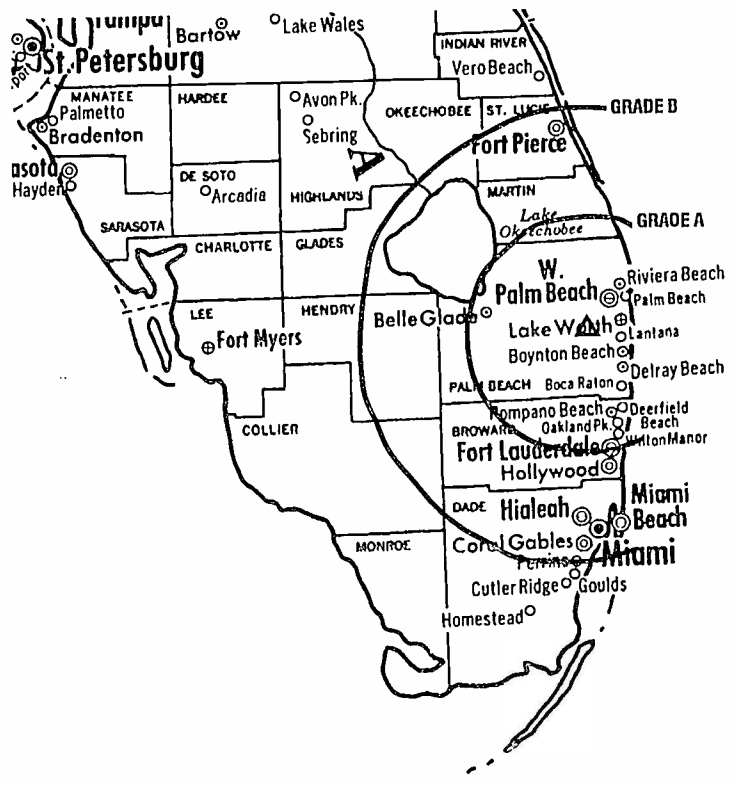 Tampa
Bartow
Lake Wales
INDIAN RIVER
St. Petersburg
Vero Beach
MANATEE
HARDEE
Avon Pk.
OKEECHOBEE
ST. LUCIE
GRADE B
Palmetto
Bradenton
Sebring
Fort Pierce
asota
Hayden
DE SOTO
Arcadia
HIGHLANDS
MARTIN
SARASOTA
CHARLOTTE
GLADES
Lake
Okeechobee
GRADE A
W.
Palm Beach
Riviera Beach
Palm Beach
LEE
HENDRY
Belle Glade
Lake Worth
Lantana
Fort Myers
Boynton Beach
Delray Beach
PALM BEACH
Boca Raton
COLLIER
Pompano Beach
Deerfield
Beach
BROWARD
Oakland Pk.
Wilton Manor
Fort Lauderdale
Hollywood
DADE
Hialeah
Miami
Beach
MONROE
Coral Gables
Miami
Perrins
Cutler Ridge
Goulds
Homestead